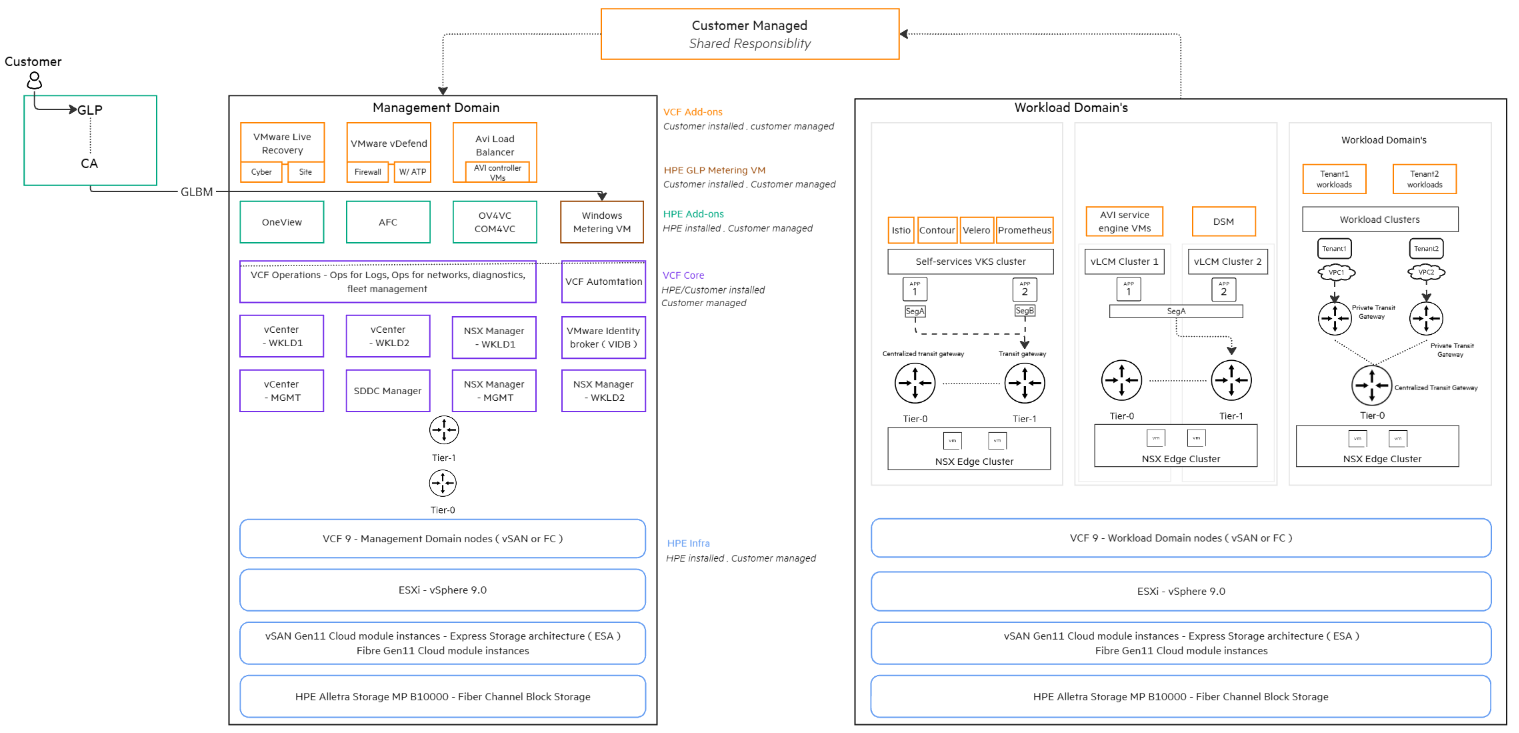 Customer Managed
Shared Responsiblity
Customer
GLP
CA
GLBM
Management Domain
VMware Live
Recovery
Cyber
Site
VMware vDefend
Firewall
W/ ATP
Avi Load
Balancer
AVI controller
VMs
OneView
AFC
OV4VC
COM4VC
Windows
Metering VM
VCF Operations - Ops for Logs, Ops for networks, diagnostics,
fleet management
VCF Automtation
vCenter
- WKLD1
vCenter
- WKLD2
NSX Manager
- WKLD1
VMware Identity
broker ( VIDB )
vCenter
- MGMT
SDDC Manager
NSX Manager
- MGMT
NSX Manager
- WKLD2
Tier-1
Tier-0
VCF 9 - Management Domain nodes ( vSAN or FC )
ESXi - vSphere 9.0
vSAN Gen11 Cloud module instances - Express Storage architecture ( ESA )
Fibre Gen11 Cloud module instances
HPE Alletra Storage MP B10000 - Fiber Channel Block Storage
VCF Add-ons
Customer installed . customer managed
HPE GLP Metering VM
Customer installed . Customer managed
HPE Add-ons
HPE installed . Customer managed
VCF Core
HPE/Customer installed
Customer managed
HPE Infra
HPE installed . Customer managed
Workload Domain's
Istio
Contour
Velero
Prometheus
Self-services VKS cluster
APP
1
APP
2
SegA
SegB
Centralized transit gateway
Transit gateway
Tier-0
Tier-1
vm
vm
NSX Edge Cluster
AVI service
engine VMs
DSM
vLCM Cluster 1
vLCM Cluster 2
APP
1
APP
2
SegA
Tier-0
Tier-1
vm
vm
NSX Edge Cluster
Workload Domain's
Tenant1
workloads
Tenant2
workloads
Workload Clusters
Tenant1
Tenant2
VPC1
VPC2
Private Transit
Gateway
Private Transit
Gateway
Centralized Transit Gateway
Tier-0
vm
vm
NSX Edge Cluster
VCF 9 - Workload Domain nodes ( vSAN or FC )
ESXi - vSphere 9.0
vSAN Gen11 Cloud module instances - Express Storage architecture ( ESA )
Fibre Gen11 Cloud module instances
HPE Alletra Storage MP B10000 - Fiber Channel Block Storage